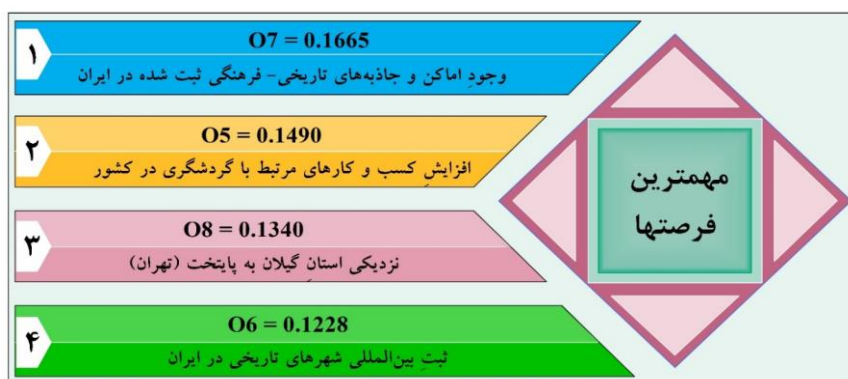 مهمترین
فرصتها
۱
O7 = 0.1665
وجودِ اماکن و جاذبه‌های تاریخی- فرهنگی ثبت شده در ایران
۲
O5 = 0.1490
افزایشِ کسب و کارهای مرتبط با گردشگری در کشور
۳
O8 = 0.1340
نزدیکی استانِ گیلان به پایتخت (تهران)
۴
O6 = 0.1228
ثبتِ بین‌المللی شهرهای تاریخی در ایران